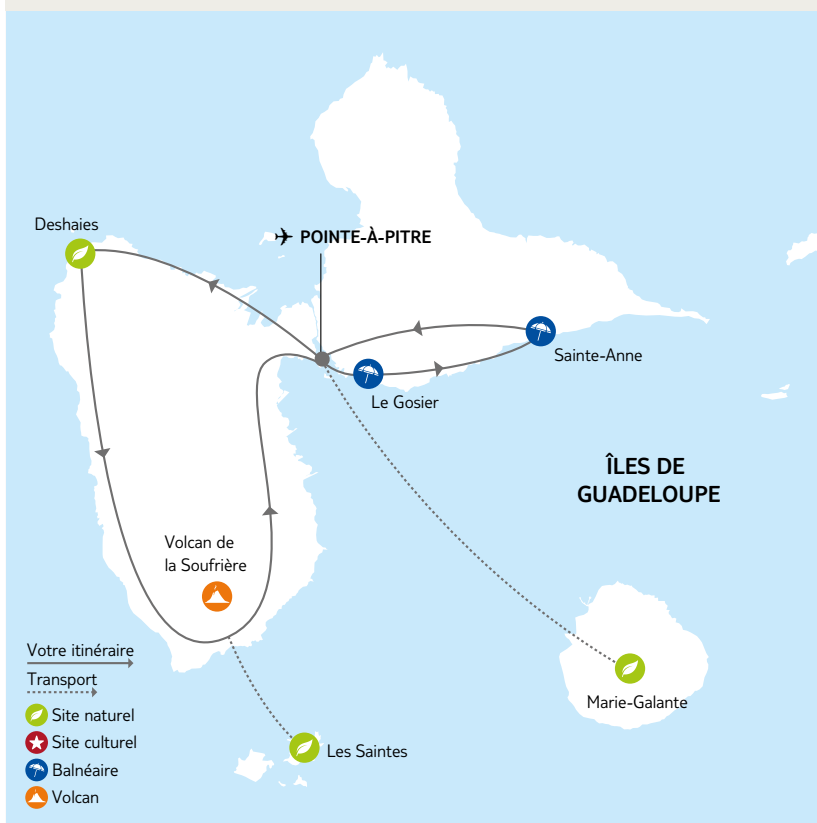 Deshaies
POINTE-À-PITRE
Sainte-Anne
Le Gosier
ÎLES DE
GUADELOUPE
Volcan de
la Soufrière
Marie-Galante
Les Saintes
Votre itinéraire
Transport
Site naturel
Site culturel
Balnéaire
Volcan